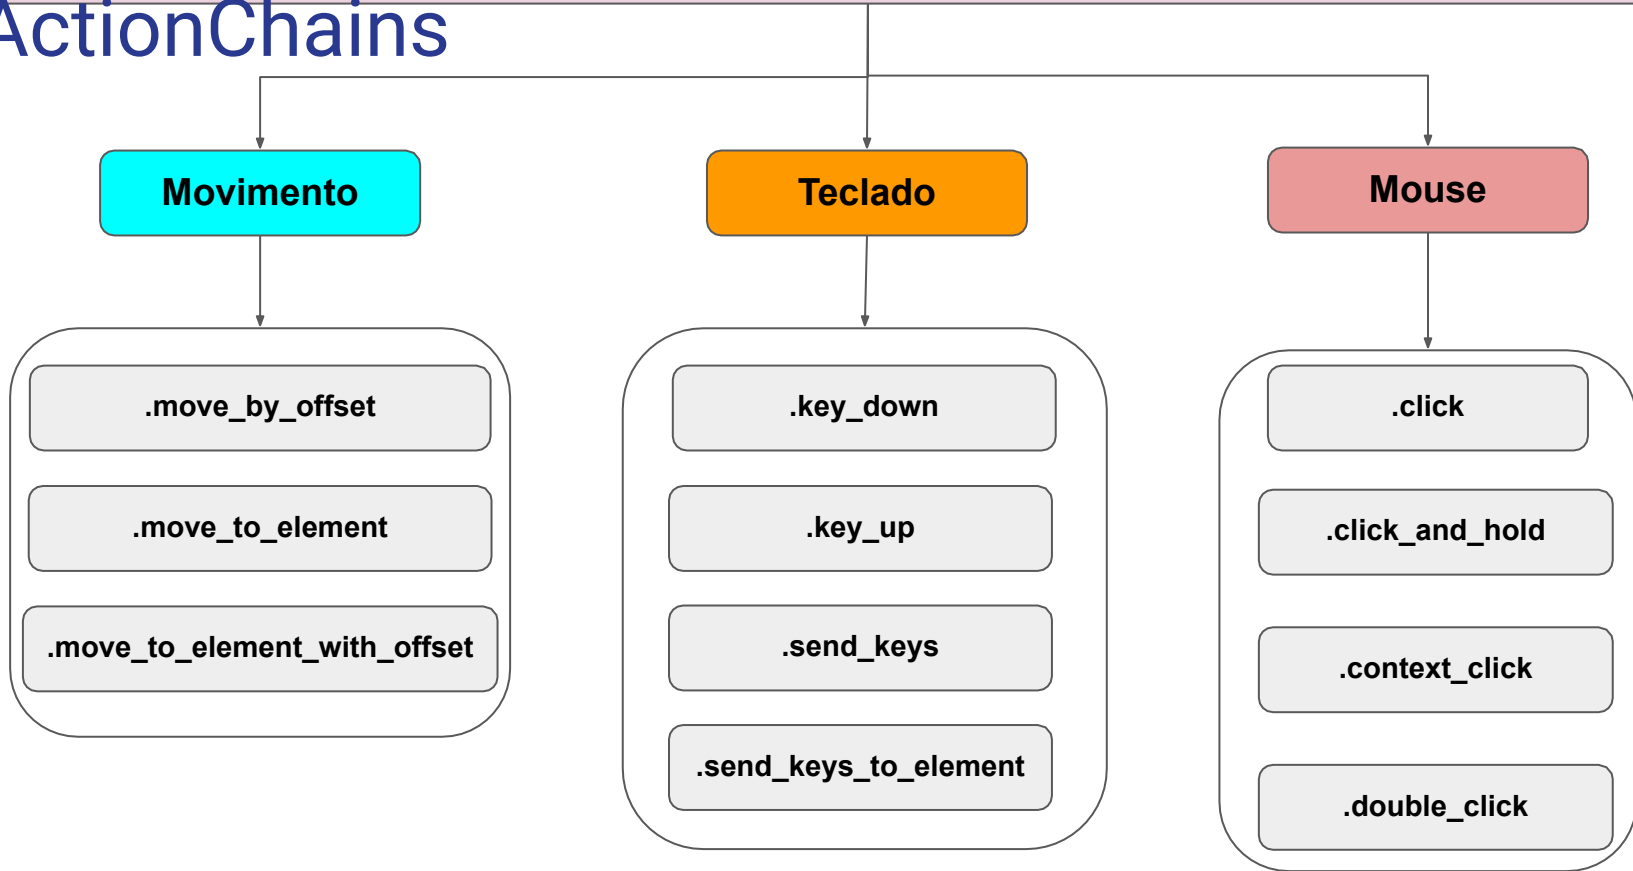 ActionChains
Movimento
Teclado
Mouse
.move_by_offset
.move_to_element
.move_to_element_with_offset
.key_down
.key_up
.send_keys
.send_keys_to_element
.click
.click_and_hold
.context_click
.double_click